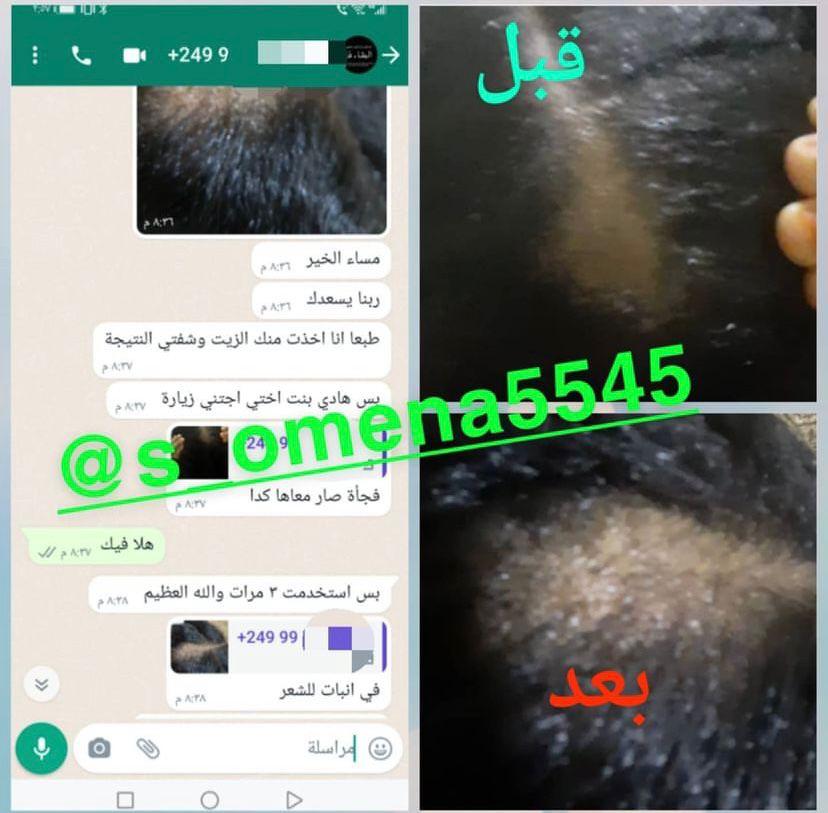 +249 9
٨:٣٦ م
مساء الخير
٨:٣٦ م
ربنا يسعدك
٨:٣٦ م
طبعا انا اخذت منك الزيت وشفتي النتيجة
٨:٣٧ م
بس هادي بنت اختي اجتني زيارة
٨:٣٧ م
فجأة صار معاها كدا
٨:٣٧ م
هلا فيك
٨:٣٧ م
بس استخدمت ٣ مرات والله العظيم
٨:٣٨ م
+249 99
في انبات للشعر
٨:٣٨ م
مراسلة
قبل
@s_omena5545
بعد